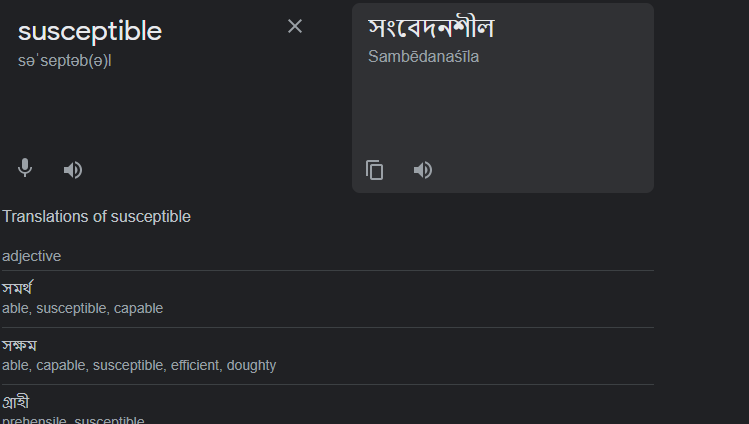 susceptible
səˈseptəb(ə)l
সংবেদনশীল
Sambēdanaśīla
Translations of susceptible
adjective
সমর্থ
able, susceptible, capable
সক্ষম
able, capable, susceptible, efficient, doughty
গ্রাহী
prehensile, susceptible